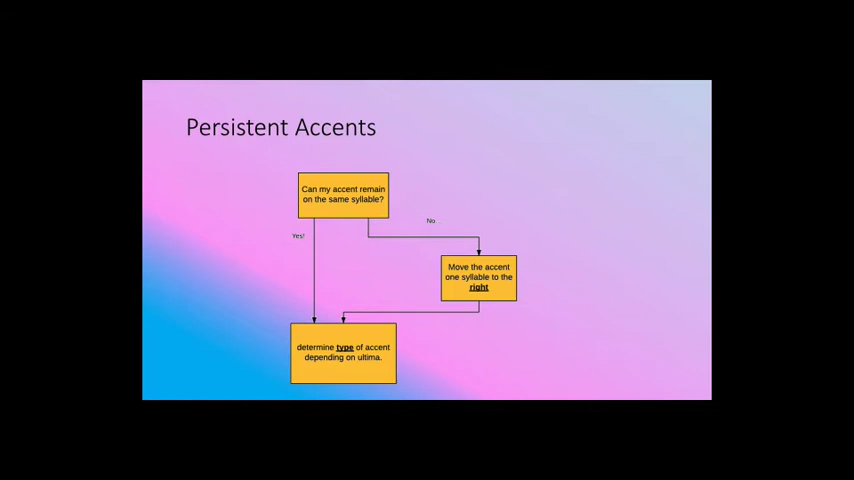 Persistent Accents
Can my accent remain
on the same syllable?
No...
Yes!
Move the accent
one syllable to the
right
determine type of accent
depending on ultima.